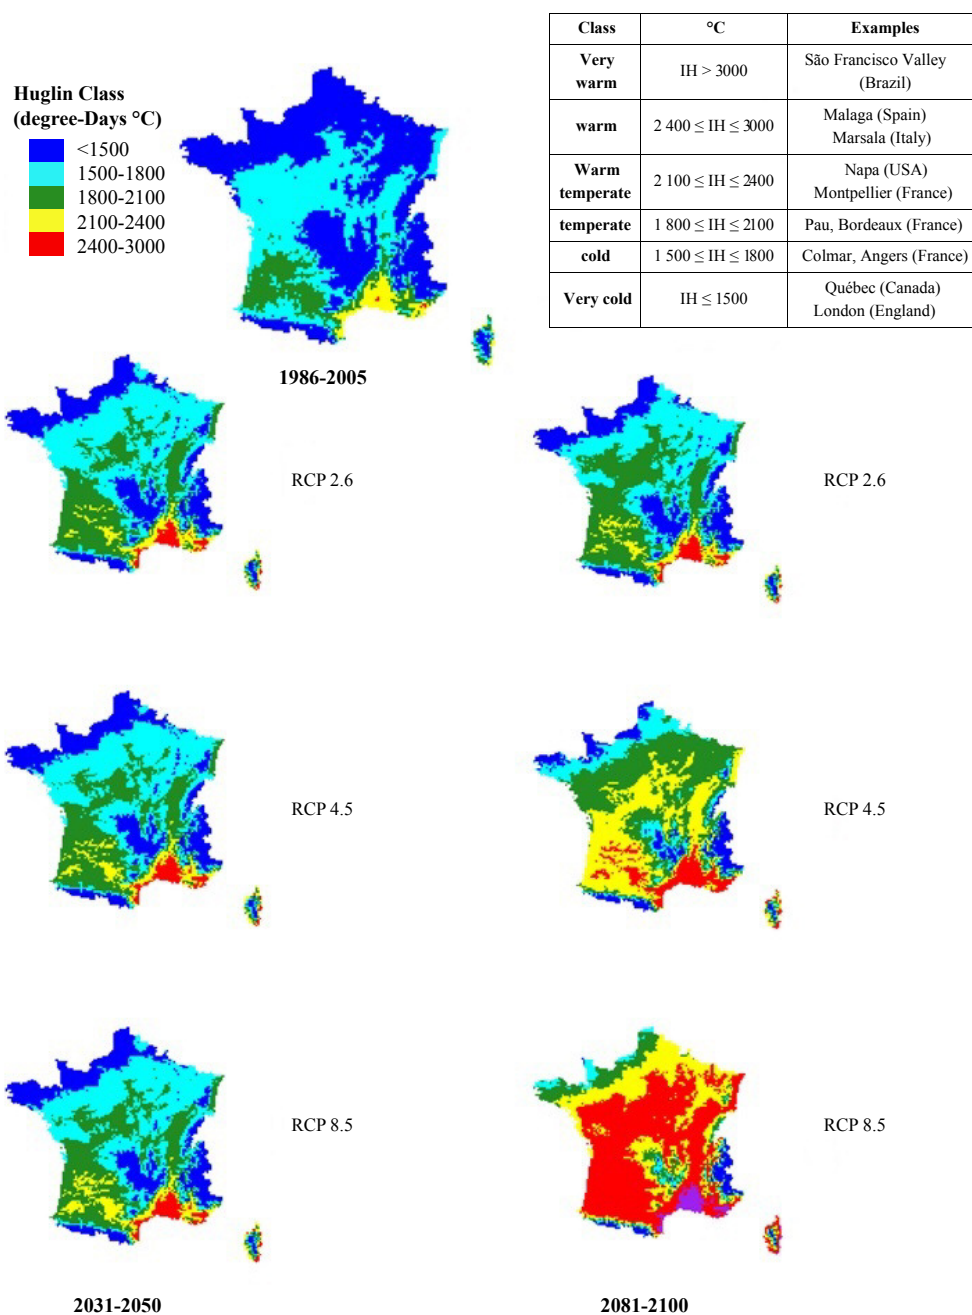 Huglin Class
(degree-Days °C)
<1500
1500-1800
1800-2100
2100-2400
2400-3000
Class °C Examples
Very warm IH > 3000 São Francisco Valley (Brazil)
warm 2 400 ≤ IH ≤ 3000 Malaga (Spain) Marsala (Italy)
Warm temperate 2 100 ≤ IH ≤ 2400 Napa (USA) Montpellier (France)
temperate 1 800 ≤ IH ≤ 2100 Pau, Bordeaux (France)
cold 1 500 ≤ IH ≤ 1800 Colmar, Angers (France)
Very cold IH ≤ 1500 Québec (Canada) London (England)
1986-2005
RCP 2.6
RCP 2.6
RCP 4.5
RCP 4.5
RCP 8.5
RCP 8.5
2031-2050
2081-2100